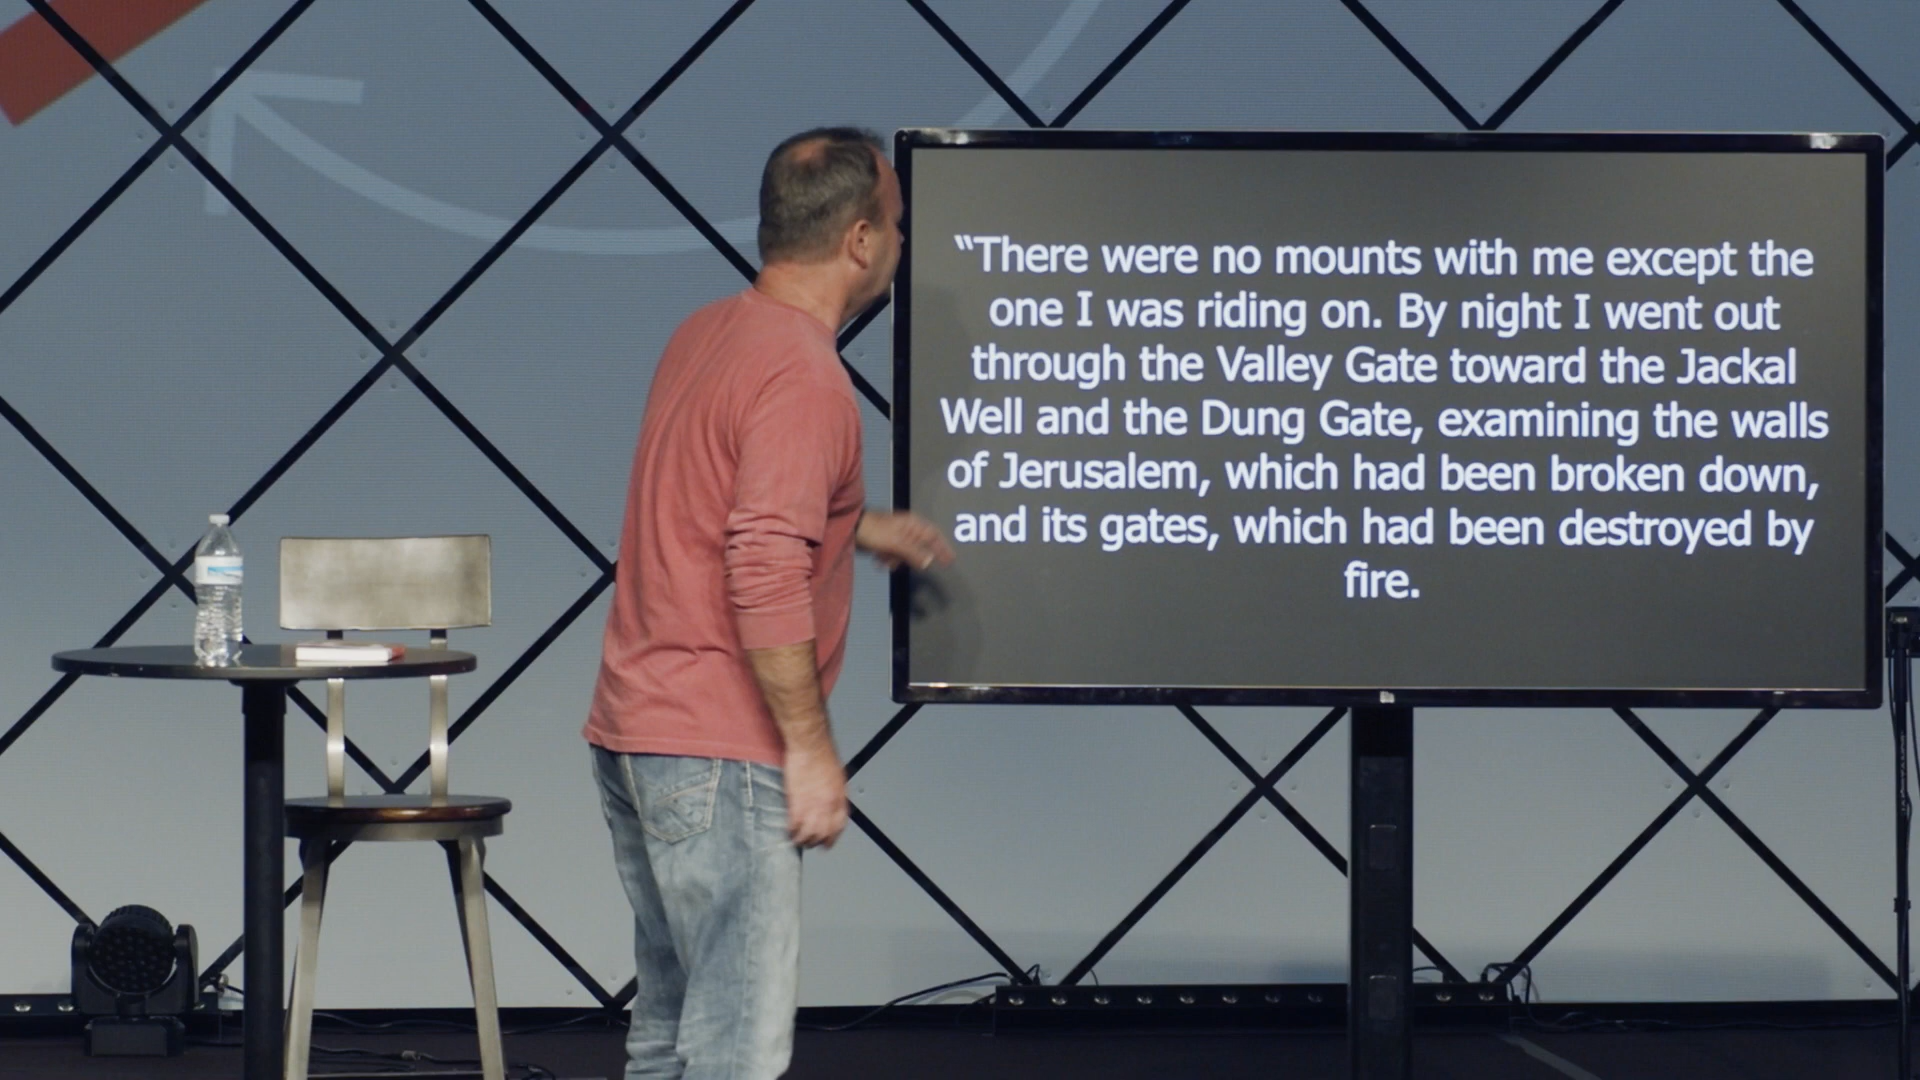 “There were no mounts with me except the
one I was riding on. By night I went out
through the Valley Gate toward the Jackal
Well and the Dung Gate, examining the walls
of Jerusalem, which had been broken down,
and its gates, which had been destroyed by
fire.